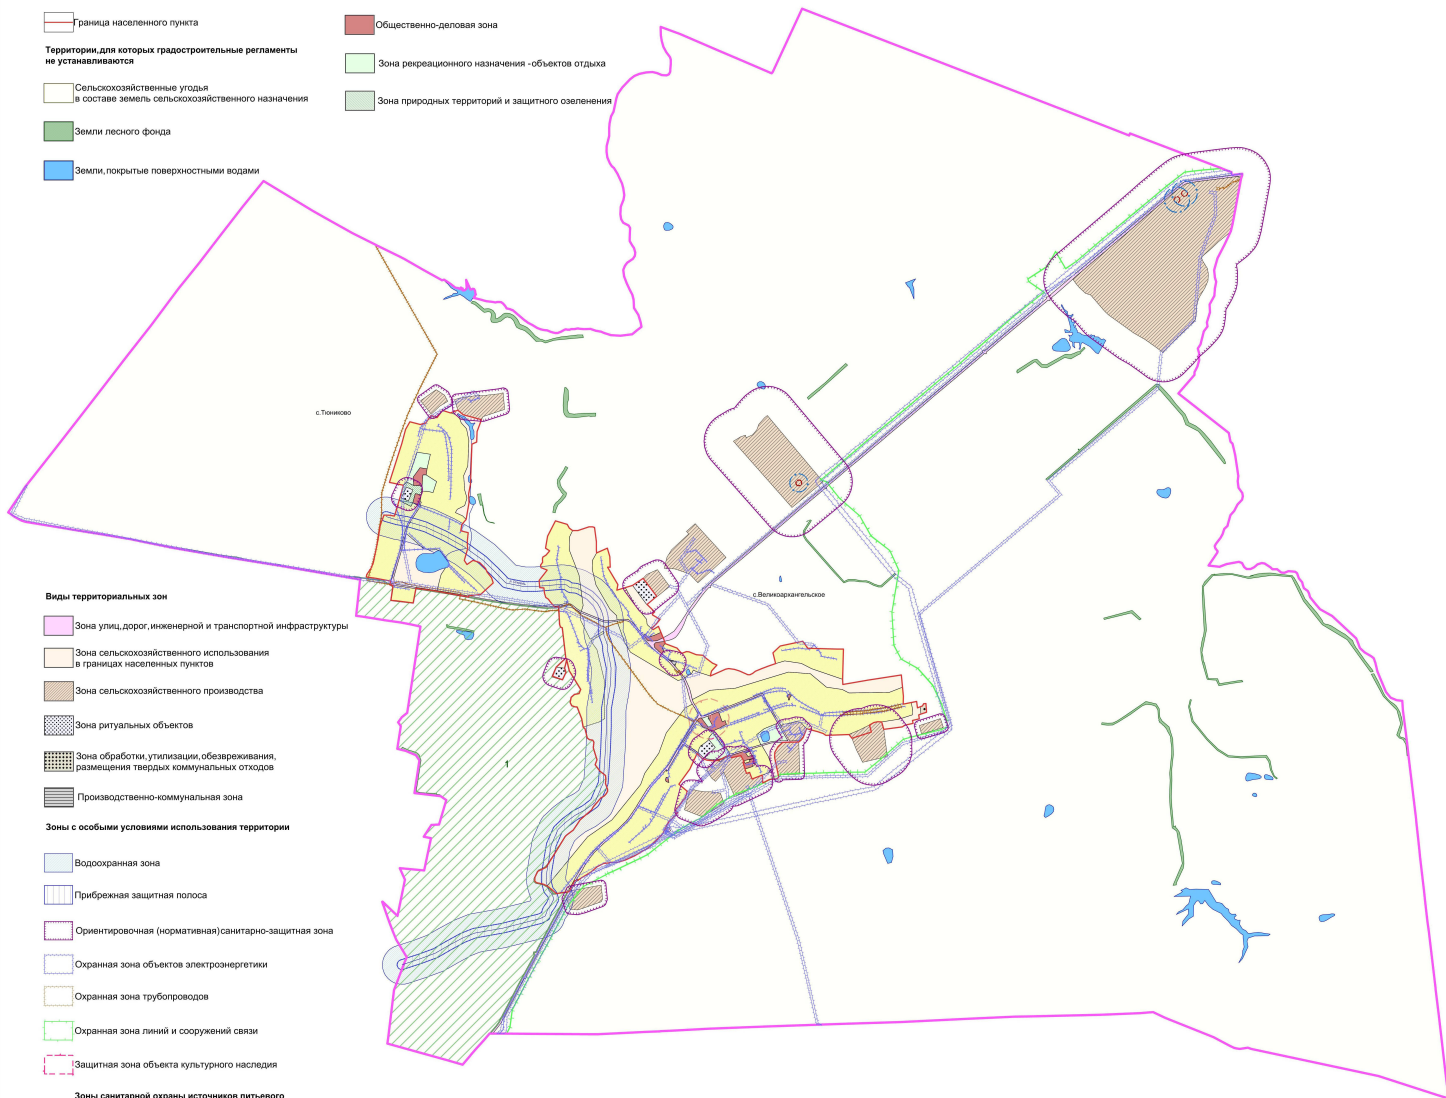 Граница населенного пункта
Территории, для которых градостроительные регламенты
не устанавливаются
Сельскохозяйственные угодья
в составе земель сельскохозяйственного назначения
Земли лесного фонда
Земли, покрытые поверхностными водами
Общественно-деловая зона
Зона рекреационного назначения -объектов отдыха
Зона природных территорий и защитного озеленения
с.Тюниково
с.Великоархангельское
1
Виды территориальных зон
Зона улиц, дорог, инженерной и транспортной инфраструктуры
Зона сельскохозяйственного использования
в границах населенных пунктов
Зона сельскохозяйственного производства
Зона ритуальных объектов
Зона обработки, утилизации, обезвреживания,
размещения твердых коммунальных отходов
Производственно-коммунальная зона
Зоны с особыми условиями использования территории
Водоохранная зона
Прибрежная защитная полоса
Ориентировочная (нормативная) санитарно-защитная зона
Охранная зона объектов электроэнергетики
Охранная зона трубопроводов
Охранная зона линий и сооружений связи
Защитная зона объекта культурного наследия
Зоны санитарной охраны источников питьевого